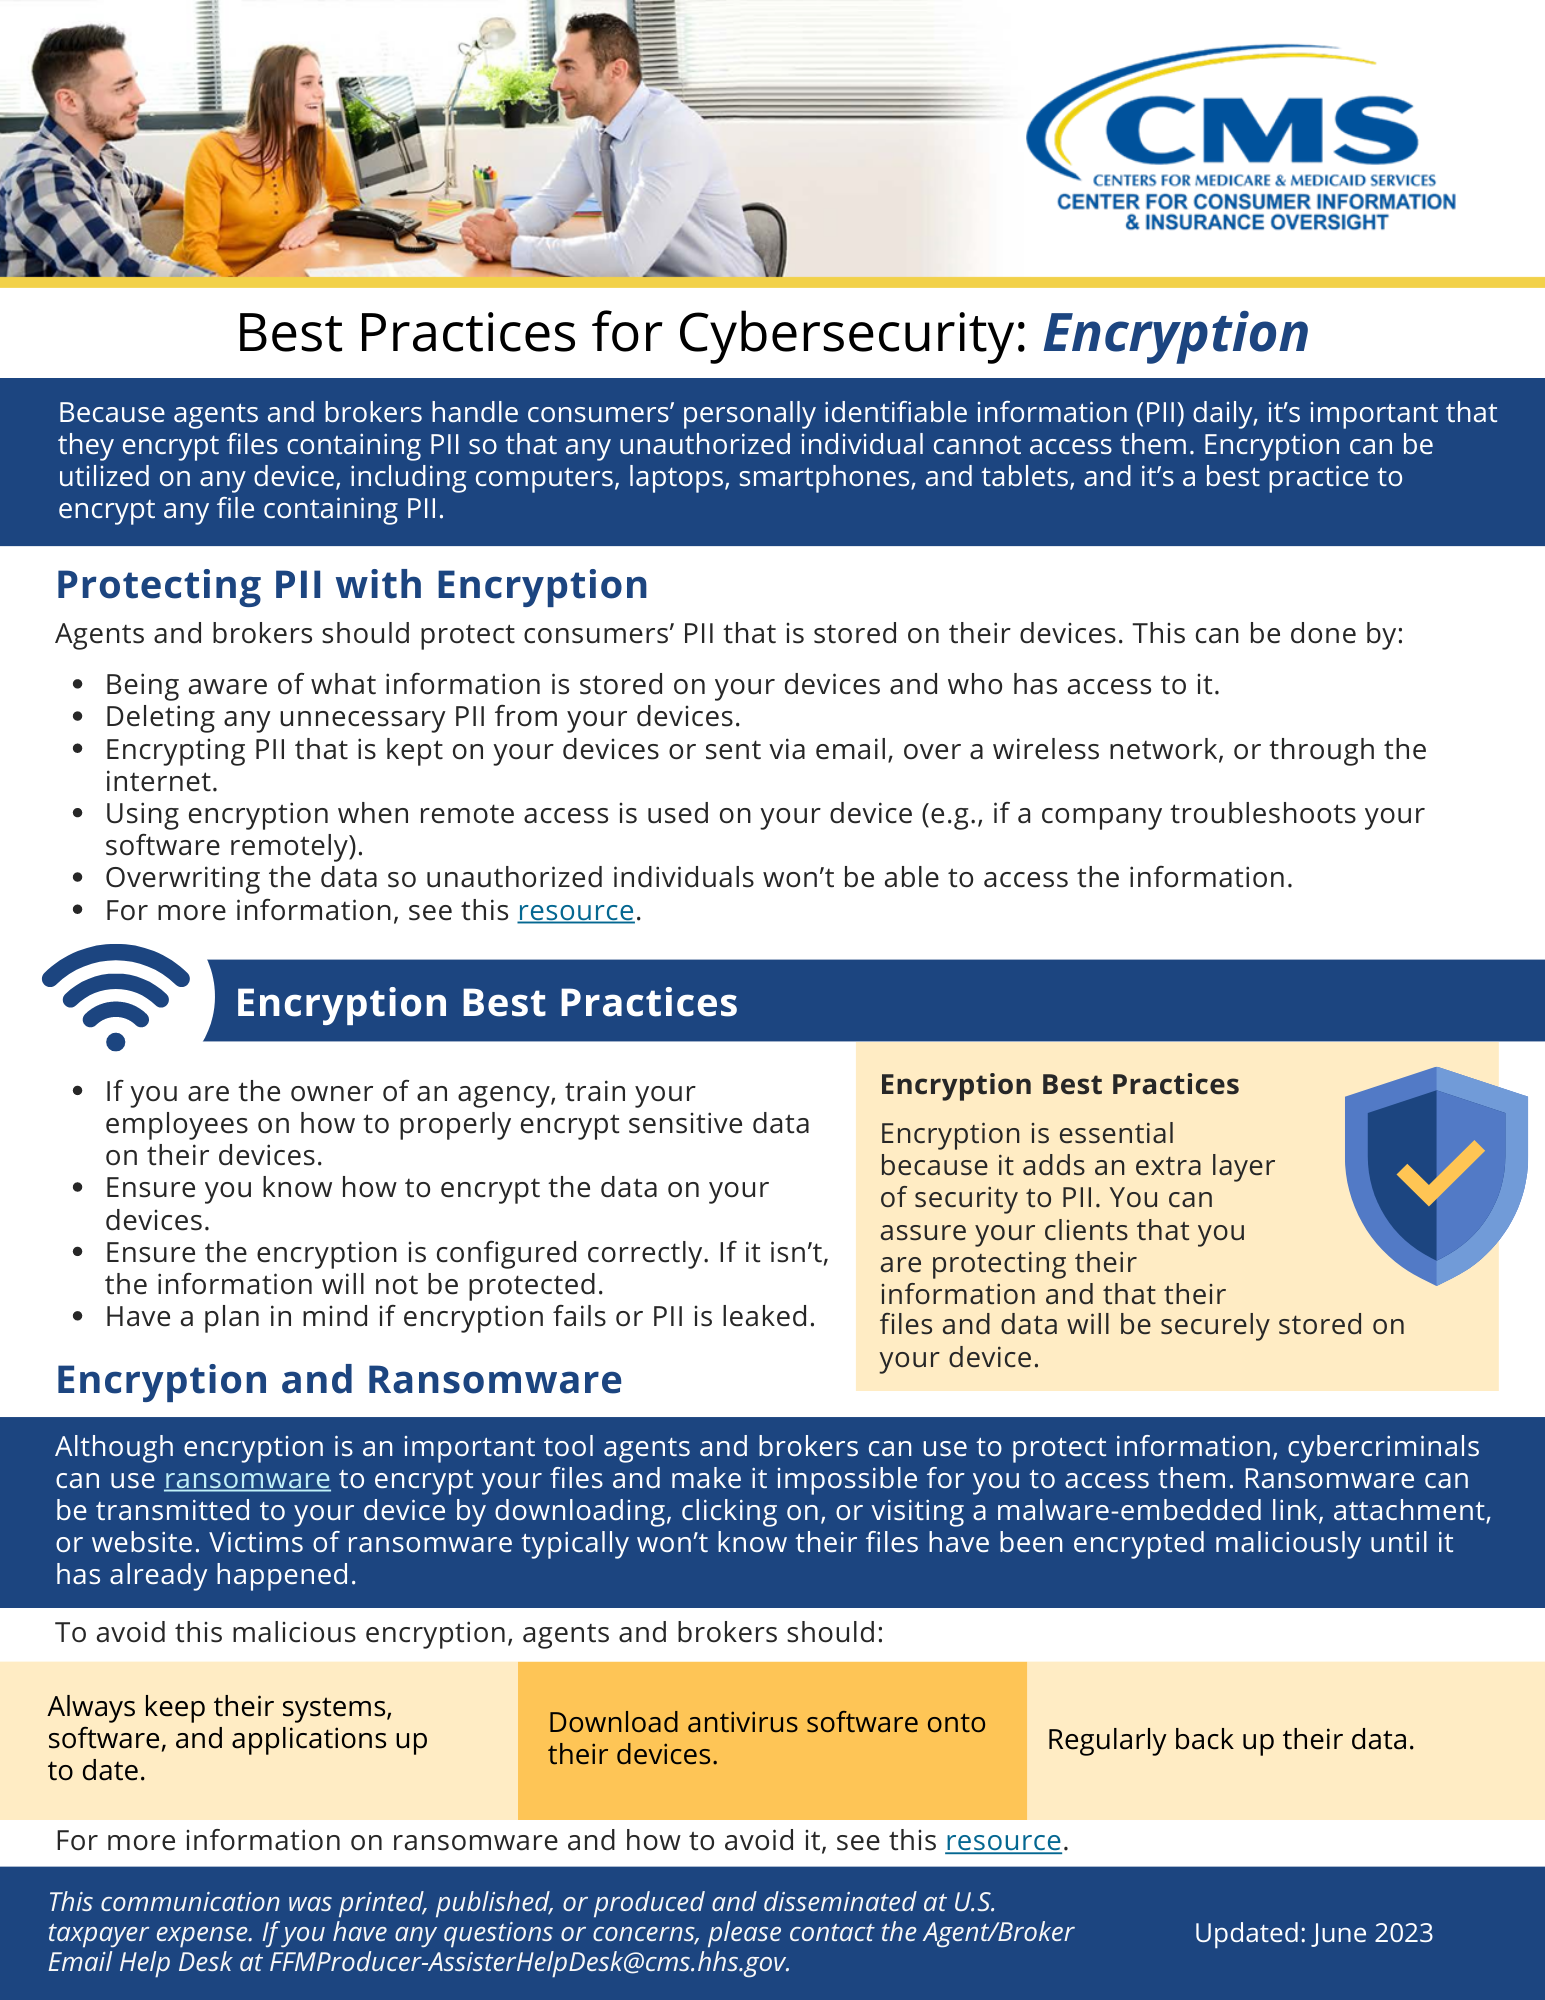 CMS
CENTERS FOR MEDICARE & MEDICAID SERVICES
CENTER FOR CONSUMER INFORMATION
& INSURANCE OVERSIGHT
Best Practices for Cybersecurity: Encryption
Because agents and brokers handle consumers’ personally identifiable information (PII) daily, it’s important that
they encrypt files containing PII so that any unauthorized individual cannot access them. Encryption can be
utilized on any device, including computers, laptops, smartphones, and tablets, and it’s a best practice to
encrypt any file containing PII.
Protecting PII with Encryption
Agents and brokers should protect consumers’ PII that is stored on their devices. This can be done by:
• Being aware of what information is stored on your devices and who has access to it.
• Deleting any unnecessary PII from your devices.
• Encrypting PII that is kept on your devices or sent via email, over a wireless network, or through the
internet.
• Using encryption when remote access is used on your device (e.g., if a company troubleshoots your
software remotely).
• Overwriting the data so unauthorized individuals won’t be able to access the information.
• For more information, see this resource.
Encryption Best Practices
• If you are the owner of an agency, train your
employees on how to properly encrypt sensitive data
on their devices.
• Ensure you know how to encrypt the data on your
devices.
• Ensure the encryption is configured correctly. If it isn’t,
the information will not be protected.
• Have a plan in mind if encryption fails or PII is leaked.
Encryption Best Practices
Encryption is essential
because it adds an extra layer
of security to PII. You can
assure your clients that you
are protecting their
information and that their
files and data will be securely stored on
your device.
Encryption and Ransomware
Although encryption is an important tool agents and brokers can use to protect information, cybercriminals
can use ransomware to encrypt your files and make it impossible for you to access them. Ransomware can
be transmitted to your device by downloading, clicking on, or visiting a malware-embedded link, attachment,
or website. Victims of ransomware typically won’t know their files have been encrypted maliciously until it
has already happened.
To avoid this malicious encryption, agents and brokers should:
Always keep their systems,
software, and applications up
to date.
Download antivirus software onto
their devices.
Regularly back up their data.
For more information on ransomware and how to avoid it, see this resource.
This communication was printed, published, or produced and disseminated at U.S.
taxpayer expense. If you have any questions or concerns, please contact the Agent/Broker
Email Help Desk at FFMProducer-AssisterHelpDesk@cms.hhs.gov.
Updated: June 2023